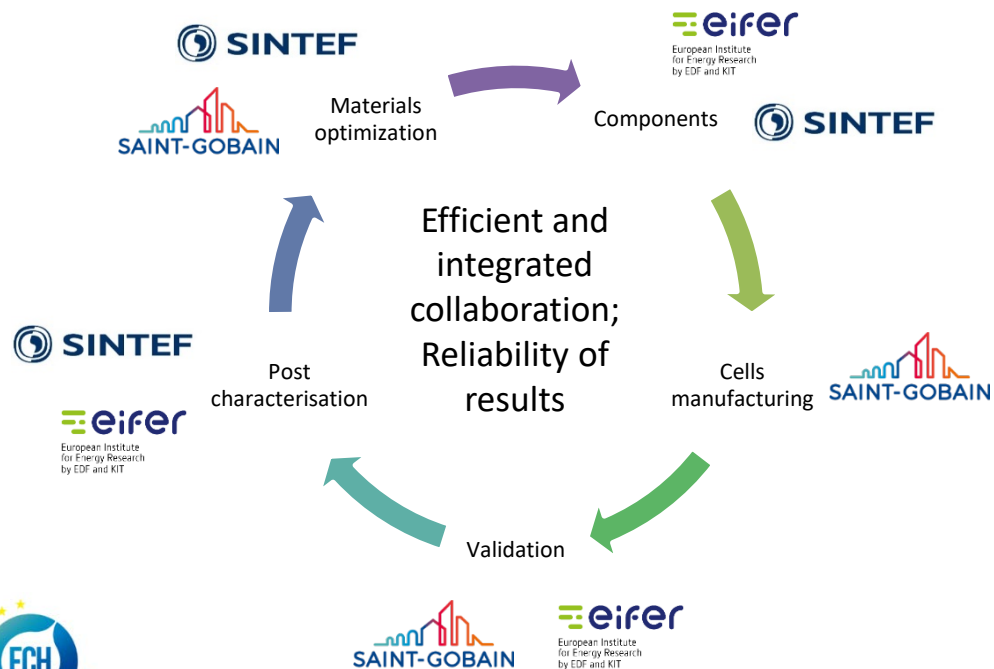 SINTEF
eifer
European Institute
for Energy Research
by EDF and KIT
SAINT-GOBAIN
Materials
optimization
Components
SINTEF
Efficient and
integrated
collaboration;
Reliability of
results
SINTEF
eifer
European Institute
for Energy Research
by EDF and KIT
Post
characterisation
Cells
manufacturing
SAINT-GOBAIN
Validation
SAINT-GOBAIN
eifer
European Institute
for Energy Research
by EDF and KIT
FCH